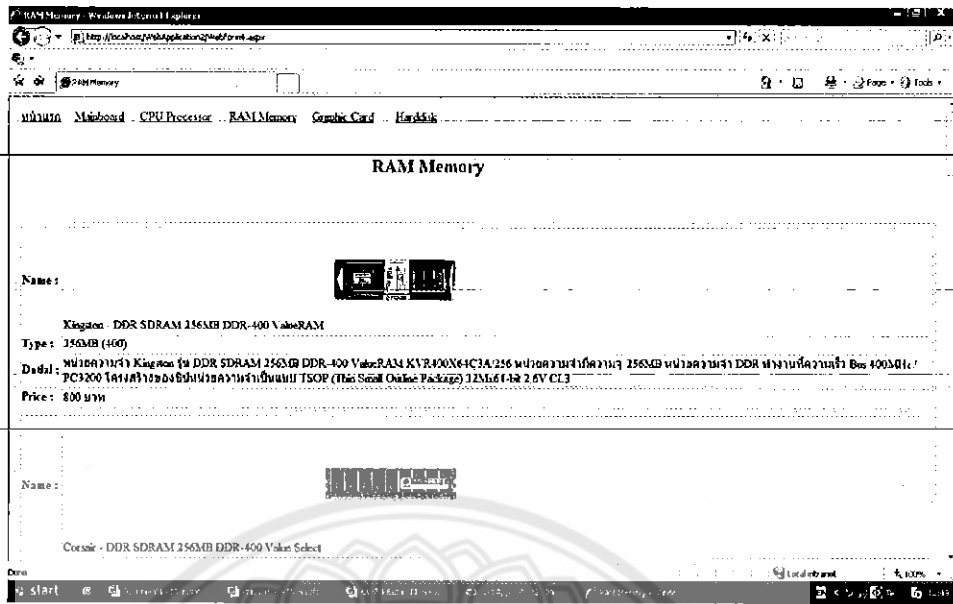 RAM Memory - Windows Internet Explorer
http://localhost/WebApplication2/WebForm4.aspx
RAM Memory
Page Tools
หน้าแรก Mainboard CPU Processor RAM Memory Graphic Card Harddisk
RAM Memory
Name :
Kingston - DDR SDRAM 256MB DDR-400 ValueRAM
Type : 256MB (400)
หน่วยความจำ Kingston รุ่น DDR SDRAM 256MB DDR-400 ValueRAM KVR400X64C3A/256 หน่วยความจำที่ความจุ 256MB หน่วยความจำ DDR ทำงานที่ความเร็ว Bus 400MHz /
Detial :
PC3200 โครงสร้างของชิปหน่วยความจำเป็นแบบ TSOP (Thin Small Outline Package) 32Mx64-bit 2.6V CL3
Price : 800 บาท
Name :
Corsair - DDR SDRAM 256MB DDR-400 Value Select
Done Local intranet 100%
start